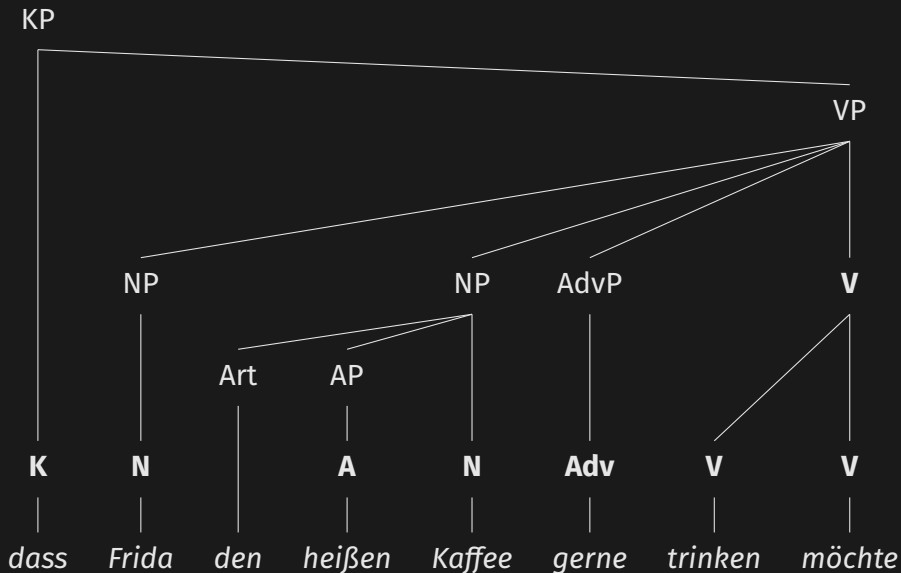 KP
VP
NP NP AdvP V
Art AP
K N A N Adv V V
dass Frida den heißen Kaffee gerne trinken möchte